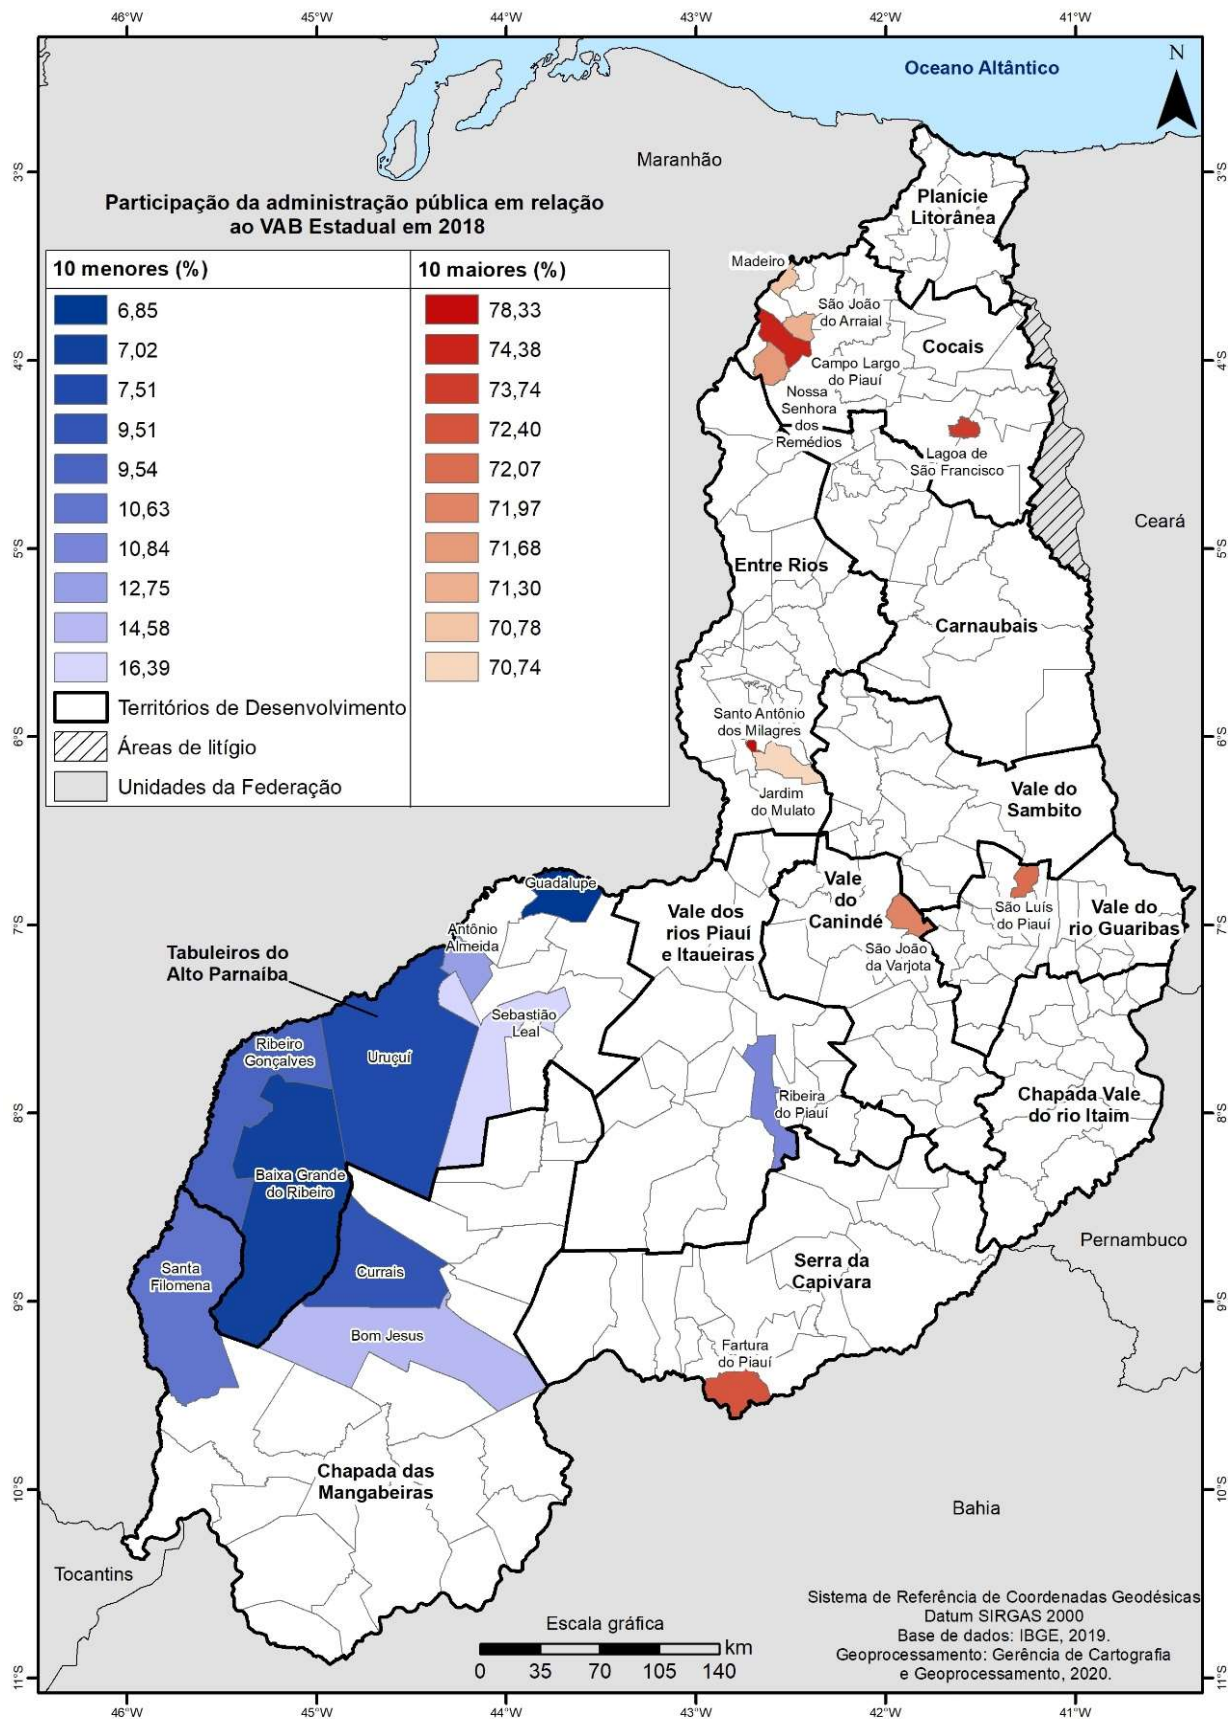 46°W
45°W
44°W
43°W
42°W
41°W
Oceano Altântico
N
Maranhão
3°S
3°S
Participação da administração pública em relação
ao VAB Estadual em 2018
10 menores (%)
10 maiores (%)
6,85
78,33
7,02
74,38
7,51
73,74
9,51
72,40
9,54
72,07
10,63
71,97
10,84
71,68
12,75
71,30
14,58
70,78
16,39
70,74
Territórios de Desenvolvimento
Áreas de litígio
Unidades da Federação
Planície
Litorânea
Madeiro
São João
do Arraial
Cocais
4°S
4°S
Campo Largo
do Piauí
Nossa
Senhora
dos
Remédios
Lagoa de
São Francisco
Ceará
5°S
5°S
Entre Rios
Carnaubais
Santo Antônio
dos Milagres
6°S
6°S
Jardim
do Mulato
Vale do
Sambito
Guadalupe
Vale
do
Canindé
São Luís
do Piauí
Vale do
rio Guaribas
Vale dos
rios Piauí
e Itaueiras
7°S
7°S
Antônio
Almeida
São João
da Varjota
Tabuleiros do
Alto Parnaíba
Sebastião
Leal
Ribeiro
Gonçalves
Uruçuí
Ribeira
do Piauí
Chapada Vale
do rio Itaim
8°S
8°S
Baixa Grande
do Ribeiro
Pernambuco
Santa
Filomena
Currais
Serra da
Capivara
9°S
9°S
Bom Jesus
Fartura
do Piauí
Chapada das
Mangabeiras
10°S
10°S
Bahia
Tocantins
Sistema de Referência de Coordenadas Geodésicas
Datum SIRGAS 2000
Base de dados: IBGE, 2019.
Geoprocessamento: Gerência de Cartografia
e Geoprocessamento, 2020.
Escala gráfica
km
0
35
70
105
140
11°S
11°S
46°W
45°W
44°W
43°W
42°W
41°W